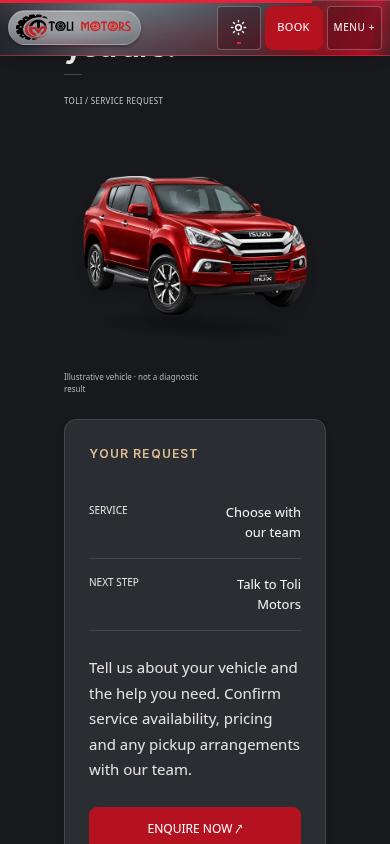 TOLI MOTORS
BOOK
MENU +
TOLI / SERVICE REQUEST
ISUZU
mu-X
Illustrative vehicle · not a diagnostic
result
YOUR REQUEST
SERVICE
Choose with
our team
NEXT STEP
Talk to Toli
Motors
Tell us about your vehicle and
the help you need. Confirm
service availability, pricing
and any pickup arrangements
with our team.
ENQUIRE NOW ↗